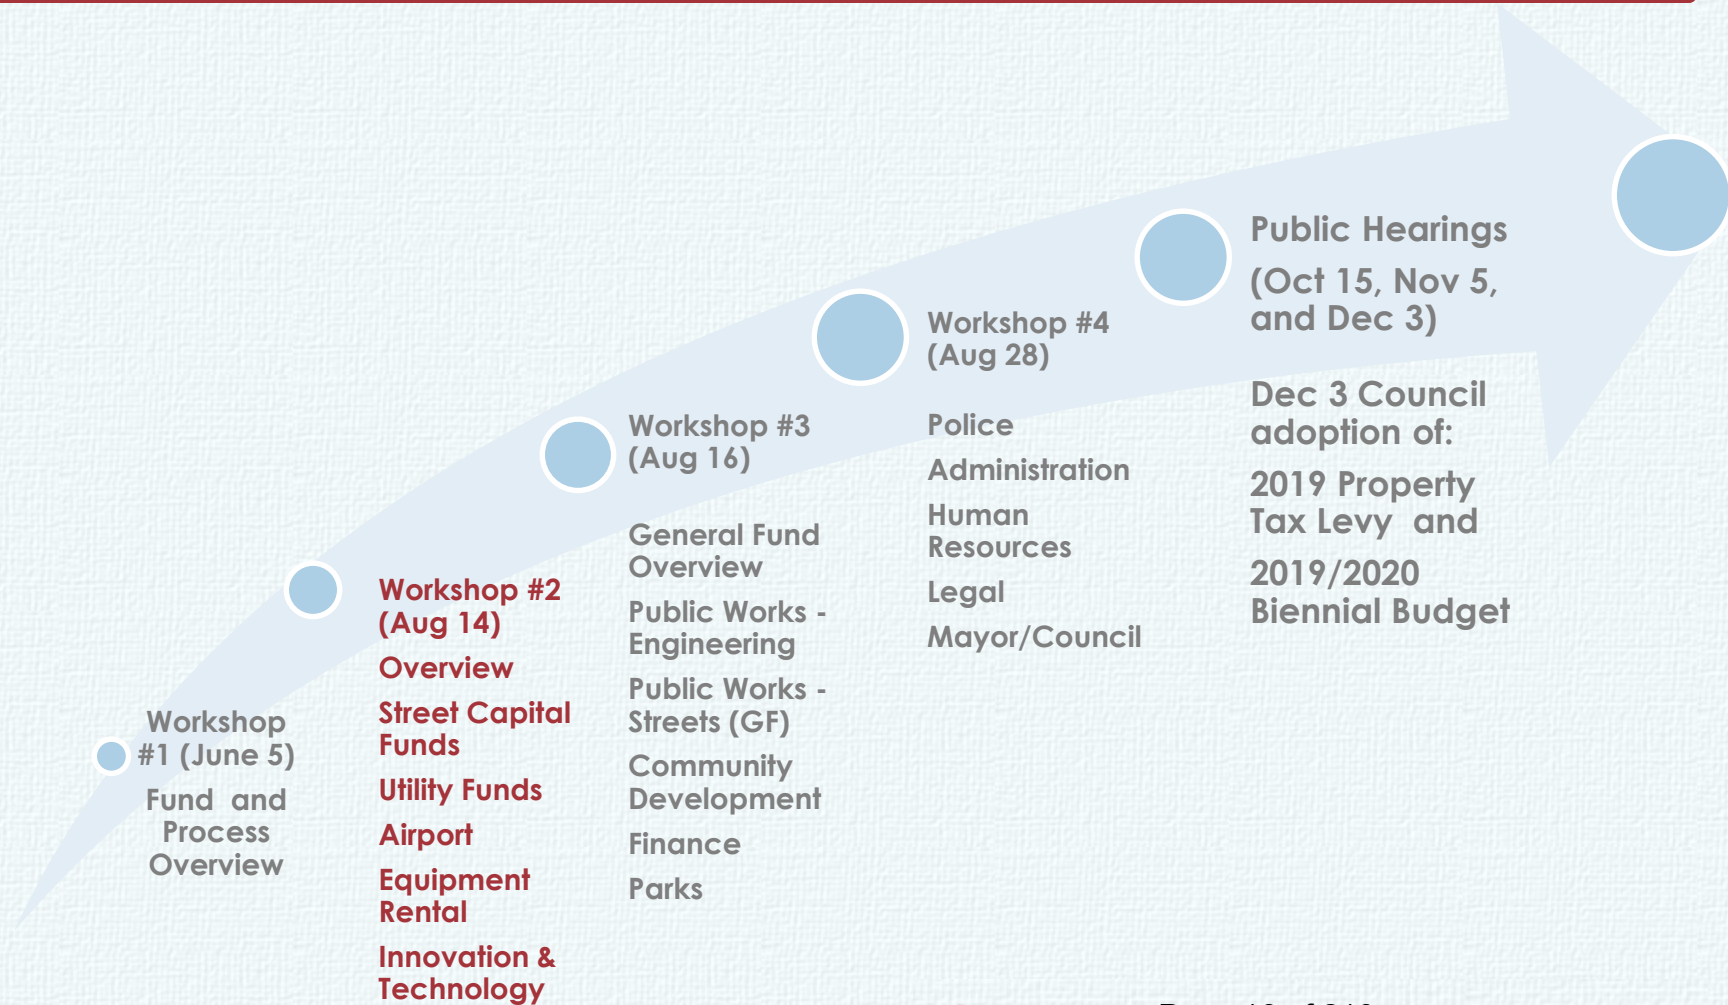 Workshop
#1 (June 5)
Fund and
Process
Overview
Workshop #2
(Aug 14)
Overview
Street Capital
Funds
Utility Funds
Airport
Equipment
Rental
Innovation &
Technology
Workshop #3
(Aug 16)
General Fund
Overview
Public Works -
Engineering
Public Works -
Streets (GF)
Community
Development
Finance
Parks
Workshop #4
(Aug 28)
Police
Administration
Human
Resources
Legal
Mayor/Council
Public Hearings
(Oct 15, Nov 5,
and Dec 3)
Dec 3 Council
adoption of:
2019 Property
Tax Levy and
2019/2020
Biennial Budget